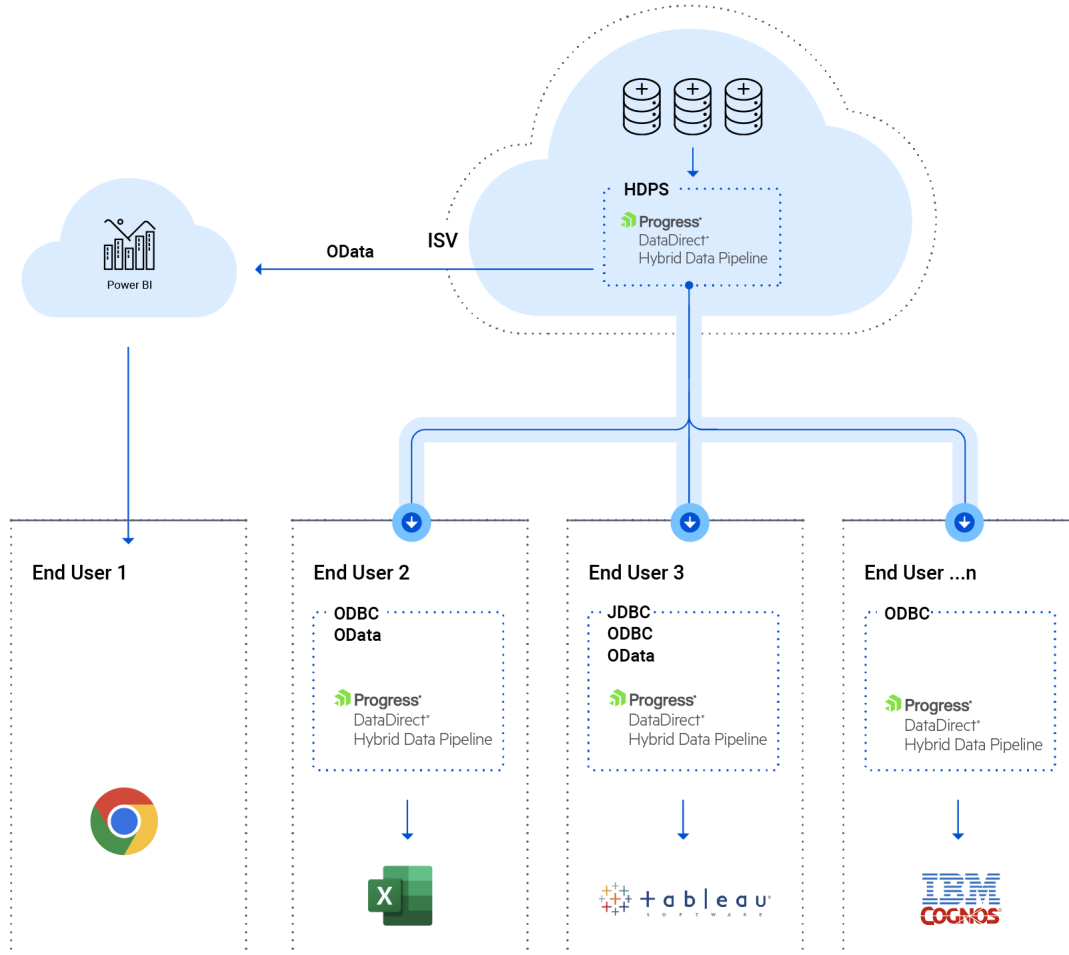 HDPS
Progress®
DataDirect®
Hybrid Data Pipeline
ISV
OData
Power BI
End User 1
End User 2
ODBC
OData
Progress®
DataDirect®
Hybrid Data Pipeline
X
End User 3
JDBC
ODBC
OData
Progress®
DataDirect®
Hybrid Data Pipeline
+ableau®
SOFTWARE
End User ...n
ODBC
Progress®
DataDirect®
Hybrid Data Pipeline
IBM
COGNOS®